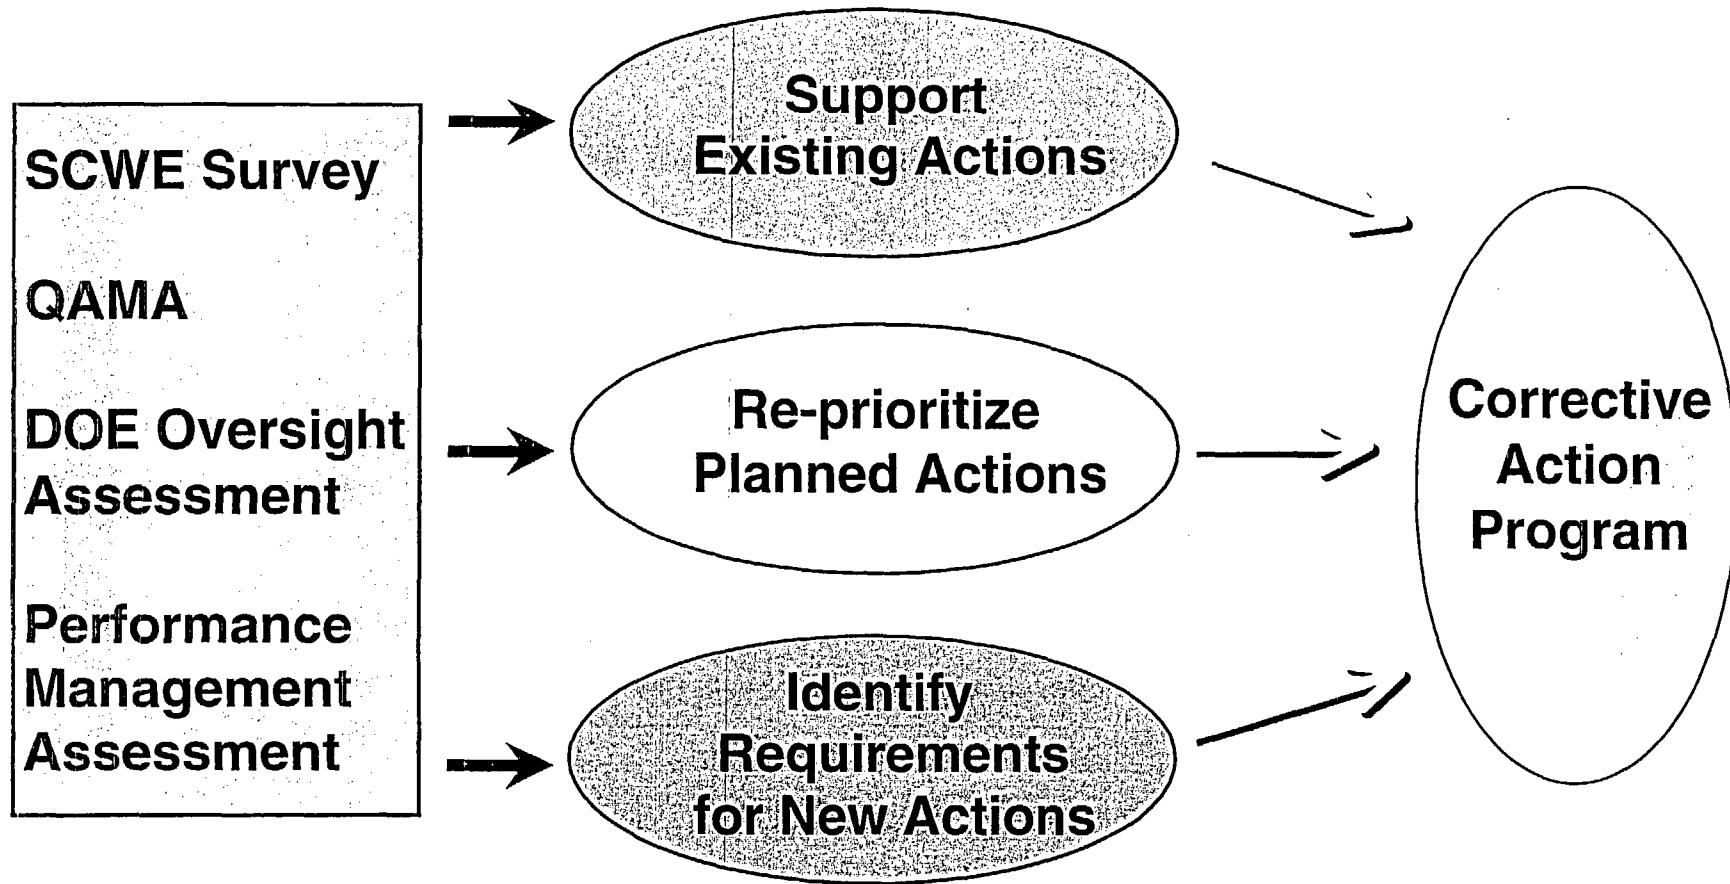 SCWE Survey
QAMA
DOE Oversight
Assessment
Performance
Management
Assessment
Support
Existing Actions
Re-prioritize
Planned Actions
Identify
Requirements
for New Actions
Corrective
Action
Program